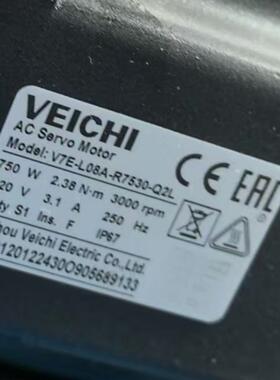 VEICHI
AC Servo Motor
Model: V7E-L08A-R7530-Q2L
750 W 2.38 N·m 3000 rpm
20 V 3.1 A 250 Hz
ty S1 Ins. F IP67
hou Veichi Electric Co.,Ltd.
CE EAC